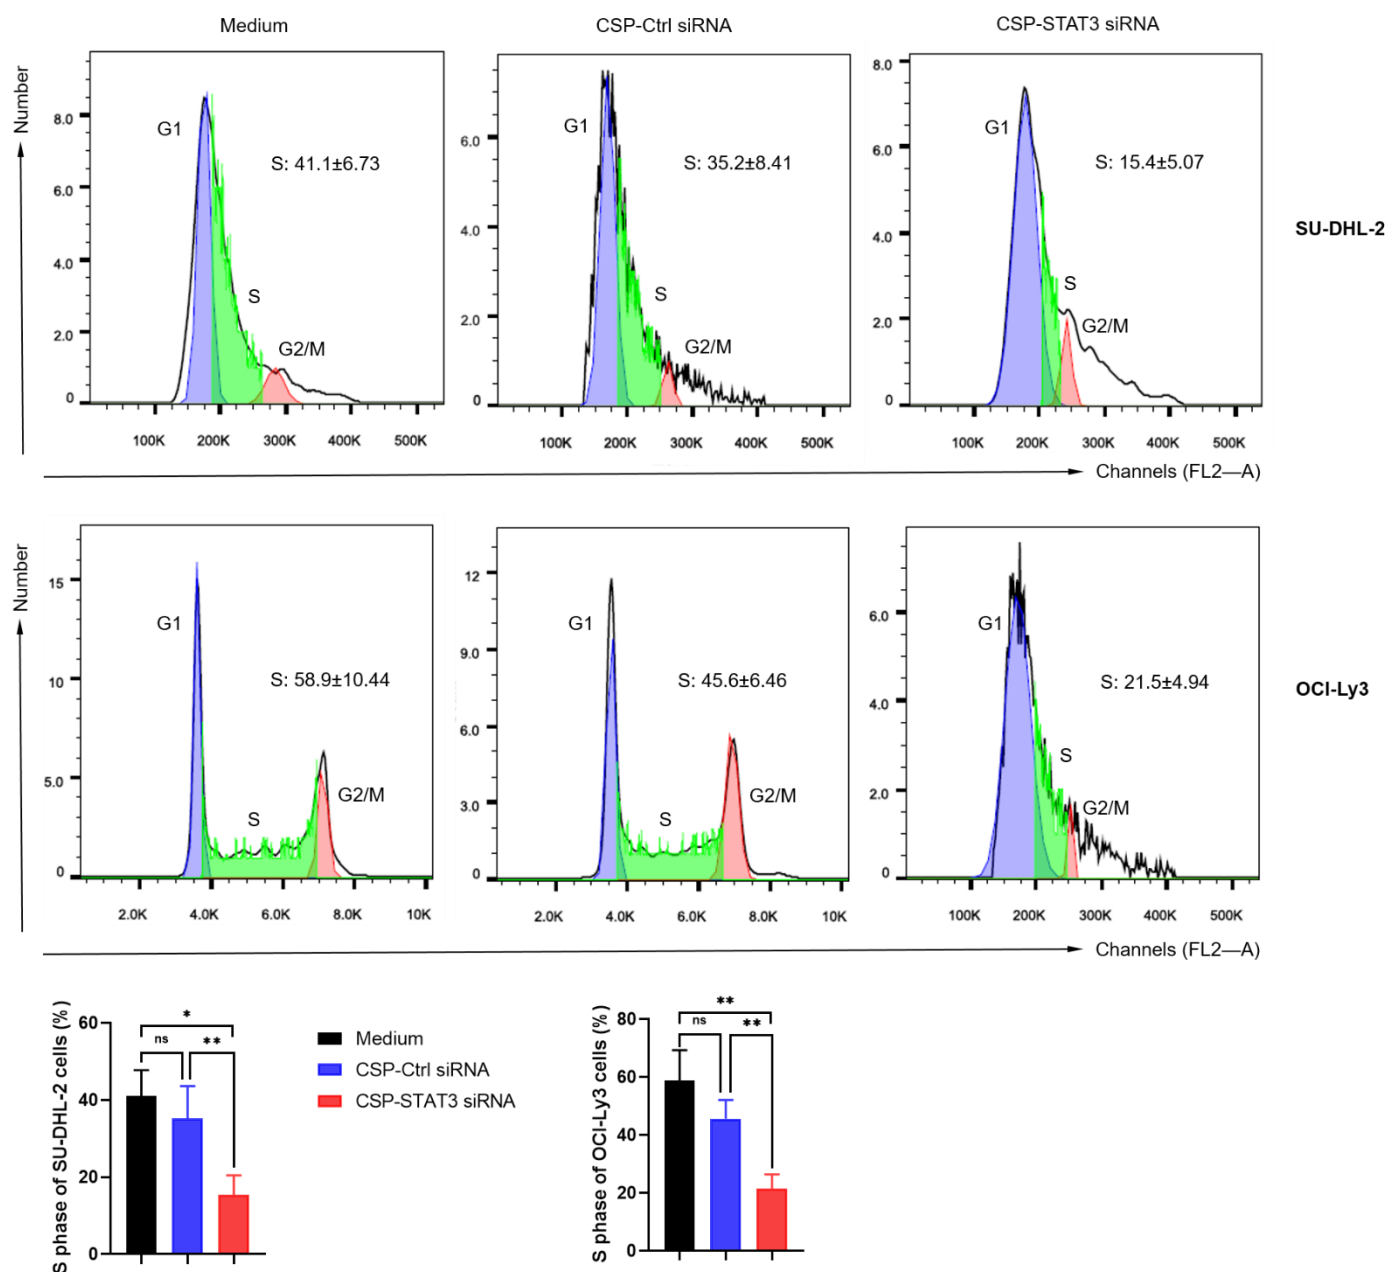 Medium
CSP-Ctrl siRNA
CSP-STAT3 siRNA
Number
8.0
6.0
4.0
2.0
0
G1
S: 41.1±6.73
S
G2/M
100K 200K 300K 400K 500K
6.0
4.0
2.0
0
G1
S: 35.2±8.41
S
G2/M
100K 200K 300K 400K 500K
8.0
6.0
4.0
2.0
0
G1
S: 15.4±5.07
S
G2/M
100K 200K 300K 400K 500K
SU-DHL-2
Channels (FL2—A)
Number
15
10
5.0
0
G1
S: 58.9±10.44
S
G2/M
2.0K 4.0K 6.0K 8.0K 10K
12
9.0
6.0
3.0
0
G1
S: 45.6±6.46
S
G2/M
2.0K 4.0K 6.0K 8.0K 10K
6.0
4.0
2.0
0
G1
S: 21.5±4.94
S
G2/M
100K 200K 300K 400K 500K
OCI-Ly3
Channels (FL2—A)
S phase of SU-DHL-2 cells (%)
60
40
20
0
*
ns
**
Medium
CSP-Ctrl siRNA
CSP-STAT3 siRNA
S phase of OCI-Ly3 cells (%)
80
60
40
20
0
**
ns
**